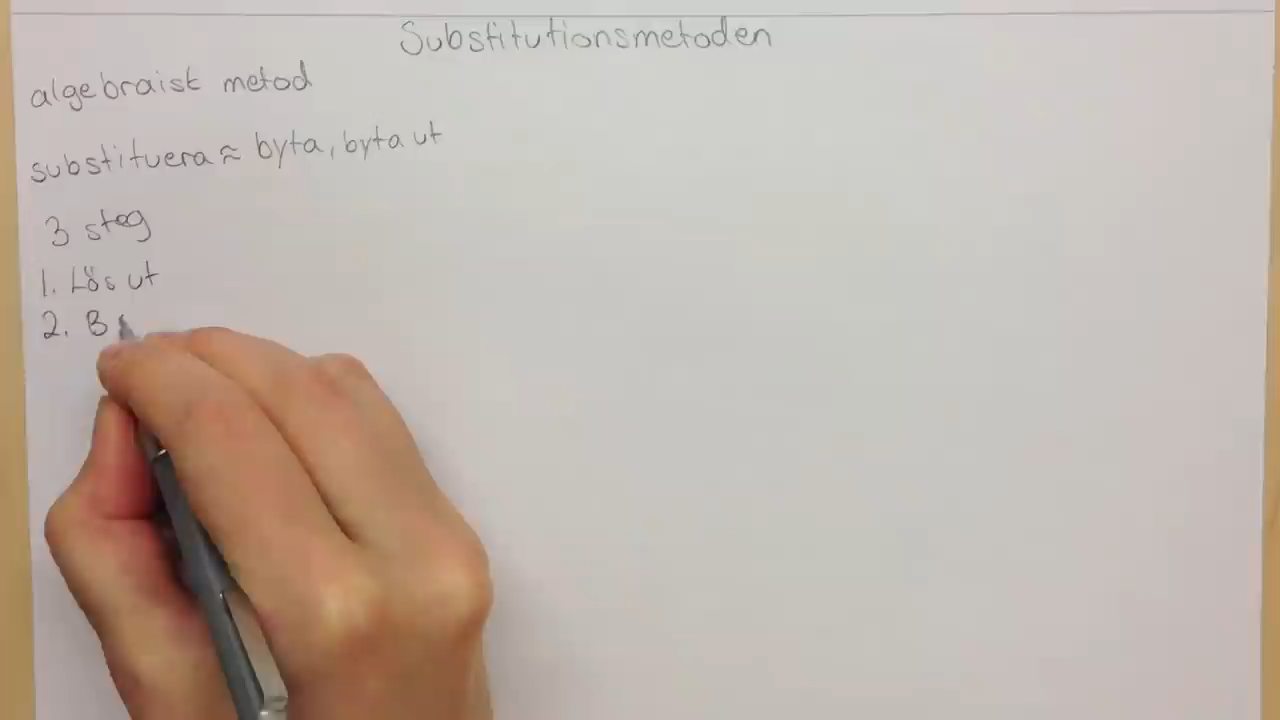 Substitutionsmetoden
algebraisk metod
substituera ≈ byta, byta ut
3 steg
1. Lös ut
2. B